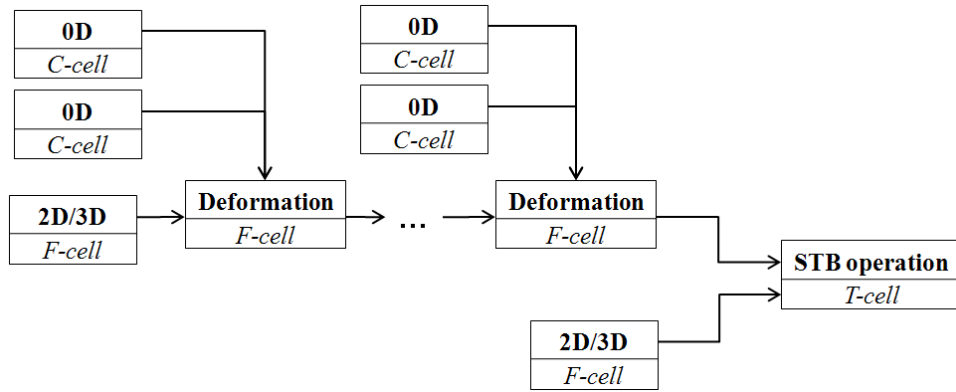 0D
C-cell
0D
C-cell
0D
C-cell
0D
C-cell
2D/3D
F-cell
Deformation
F-cell
...
Deformation
F-cell
STB operation
T-cell
2D/3D
F-cell